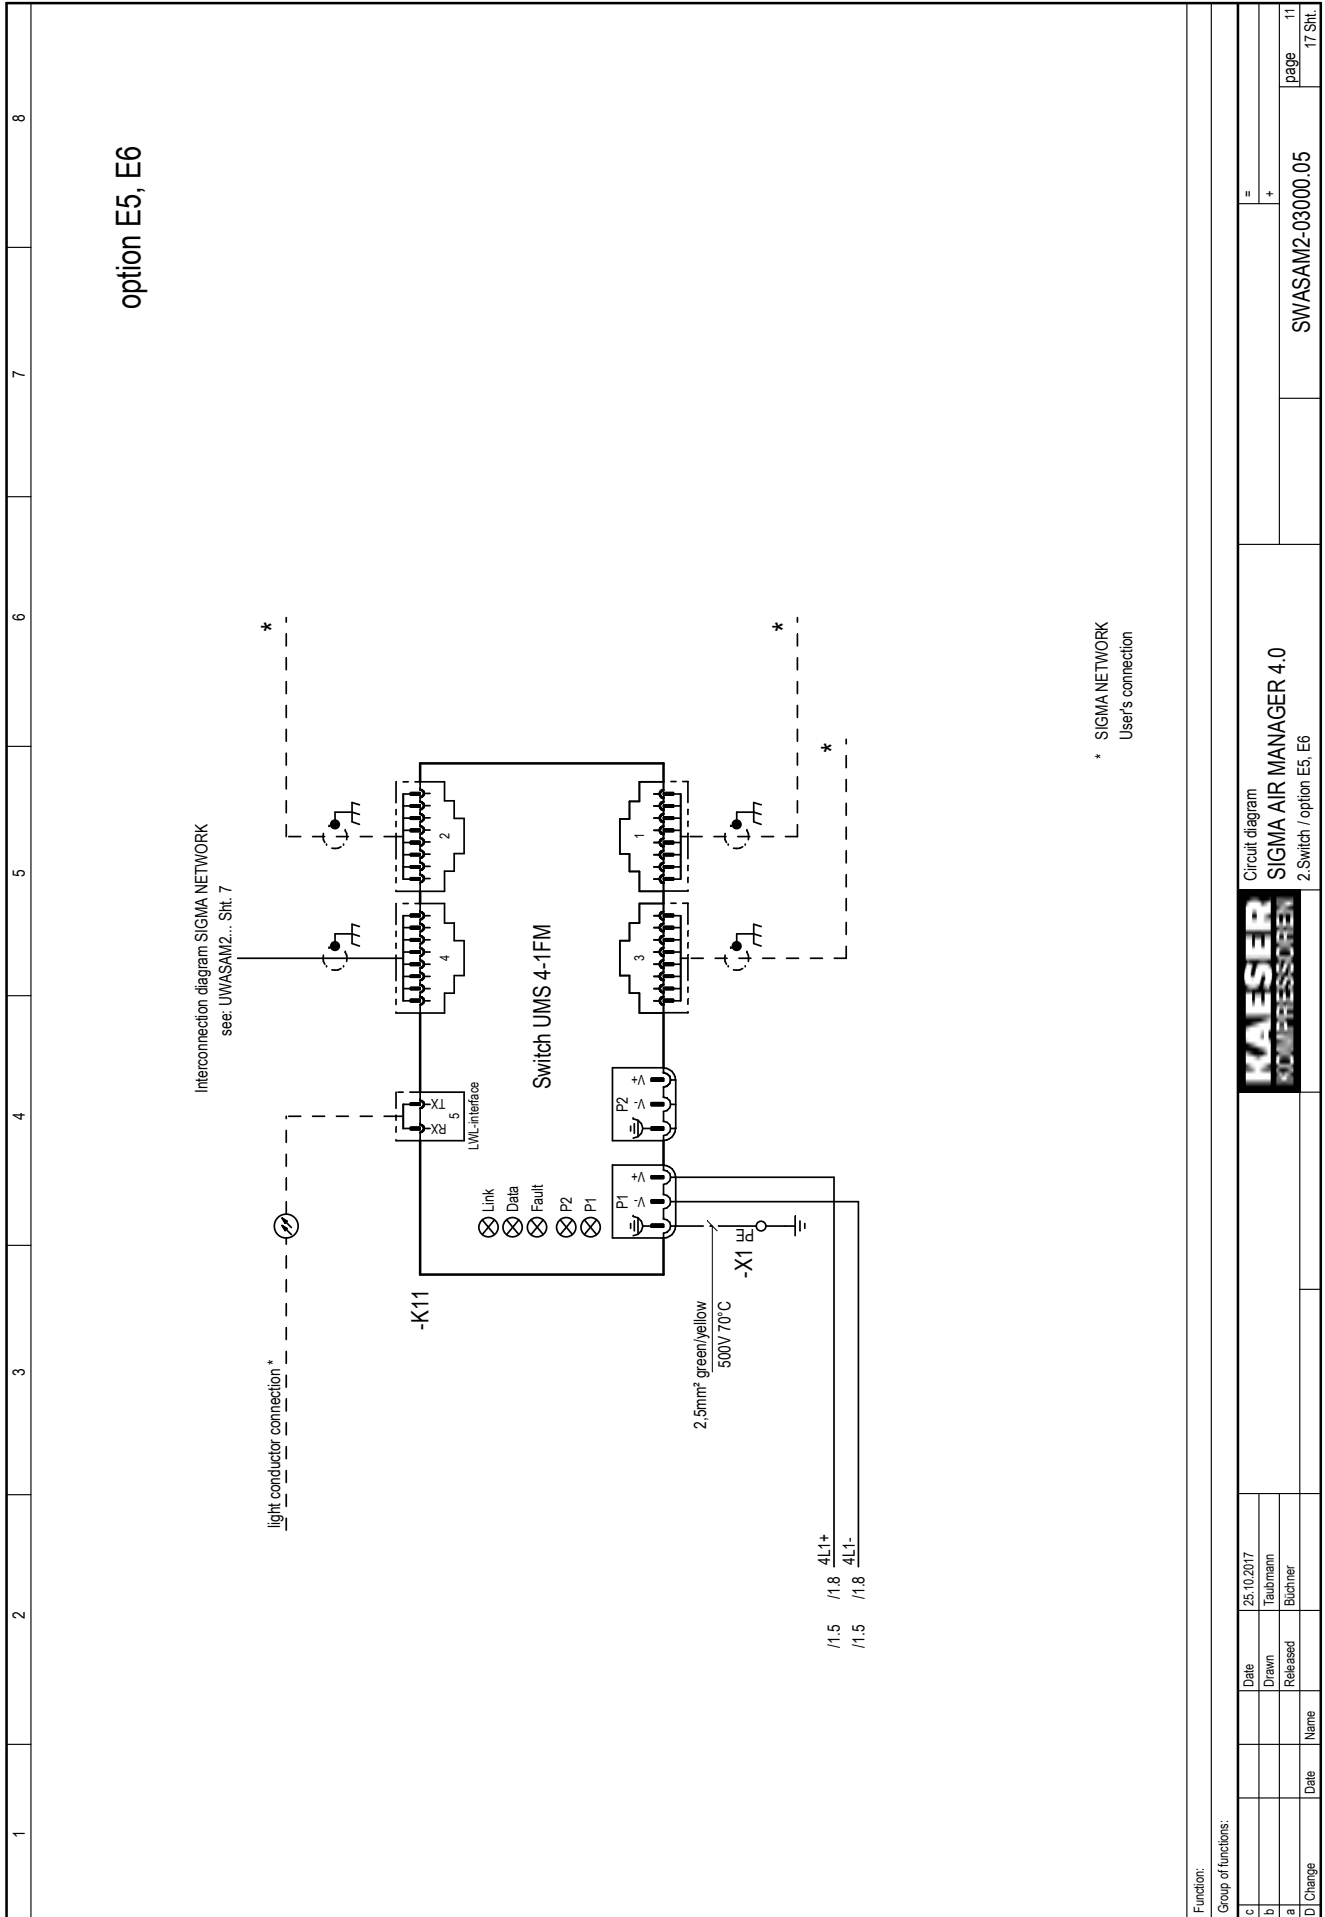 1
2
3
4
5
6
7
8
option E5, E6
Interconnection diagram SIGMA NETWORK
see: UWASAM2... Sht. 7
light conductor connection *
*
-K11
RX
TX
5
LWL-interface
4
2
Link
Data
Fault
P2
P1
Switch UMS 4-1FM
P1
V-
V+
P2
V-
V+
3
1
2,5mm² green/yellow
500V 70°C
-X1
PE
*
*
/1.5
/1.8
4L1+
/1.5
/1.8
4L1-
* SIGMA NETWORK
User's connection
Function:
Group of functions:
c
b
a
D
Change
Date
Name
Date
25.10.2017
Drawn
Taubmann
Released
Büchner
KAESER
KOMPRESSOREN
Circuit diagram
SIGMA AIR MANAGER 4.0
2.Switch / option E5, E6
=
+
SWASAM2-03000.05
page
11
17 Sht.